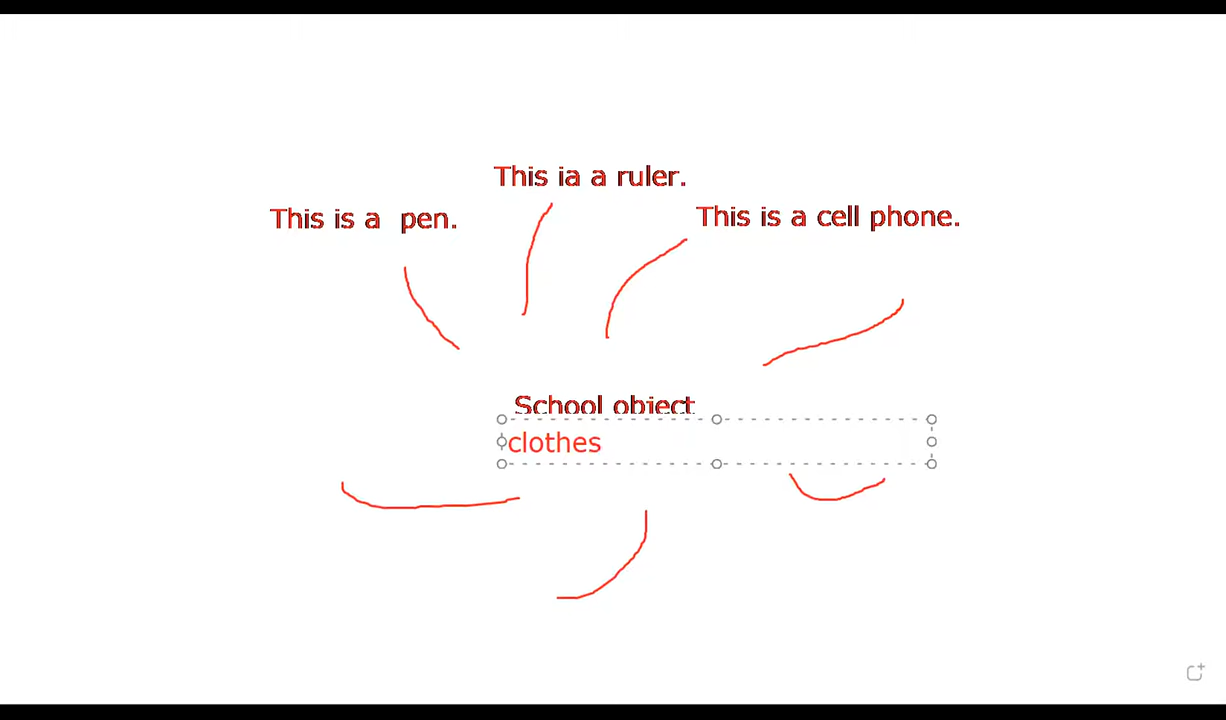 This ia a ruler.
This is a pen.
This is a cell phone.
School object
clothes